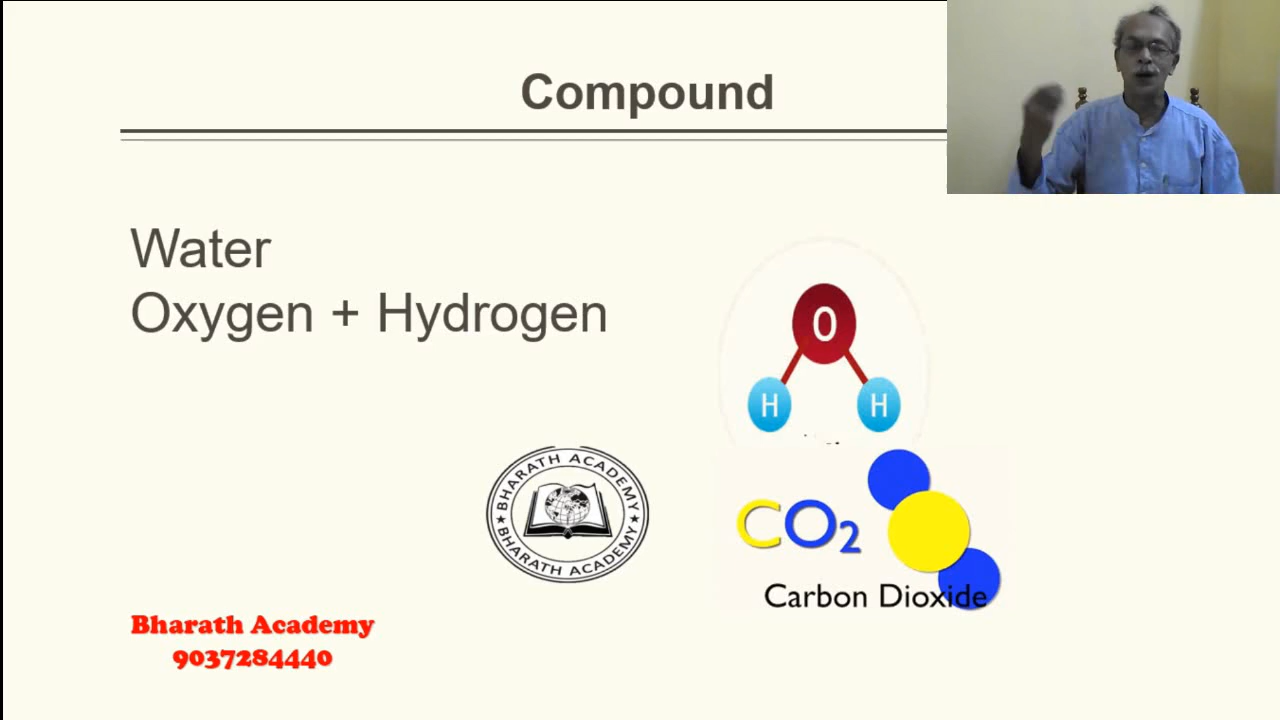 Compound
Water
Oxygen + Hydrogen
O
H H
BHARATH ACADEMY
BHARATH ACADEMY
CO2
Carbon Dioxide
Bharath Academy
9037284440